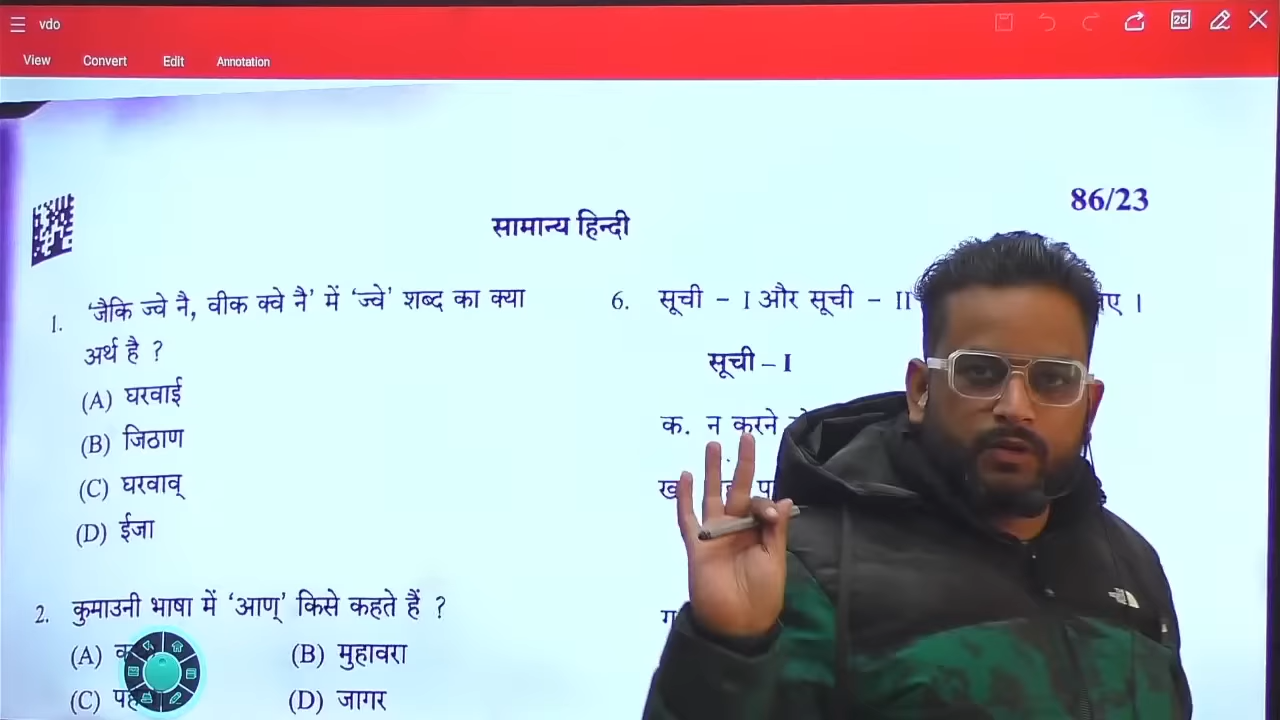 vdo
26
View Convert Edit Annotation
86/23
सामान्य हिन्दी
1. 'जैकि ज्वे नै, वीक क्वे नै' में 'ज्वे' शब्द का क्या
अर्थ है ?
(A) घरवाई
(B) जिठाण
(C) घरवाव्
(D) ईजा
2. कुमाउनी भाषा में 'आण्' किसे कहते हैं ?
(A)
(B) मुहावरा
(C)
(D) जागर
6. सूची – I और सूची – II
सूची – I
क. न करने
ख
ग